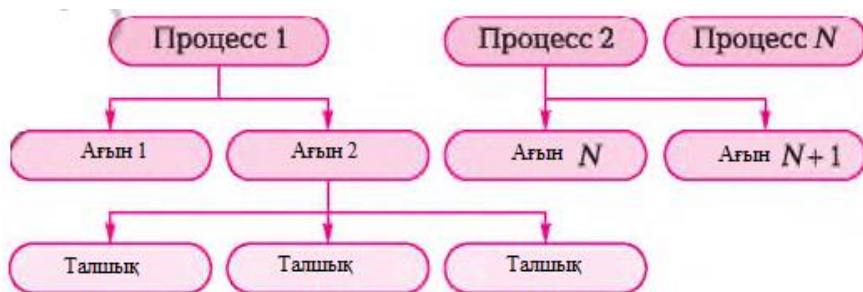 Процесс 1
Процесс 2
Процесс N
Ағын 1
Ағын 2
Ағын N
Ағын N+1
Талшық
Талшық
Талшық